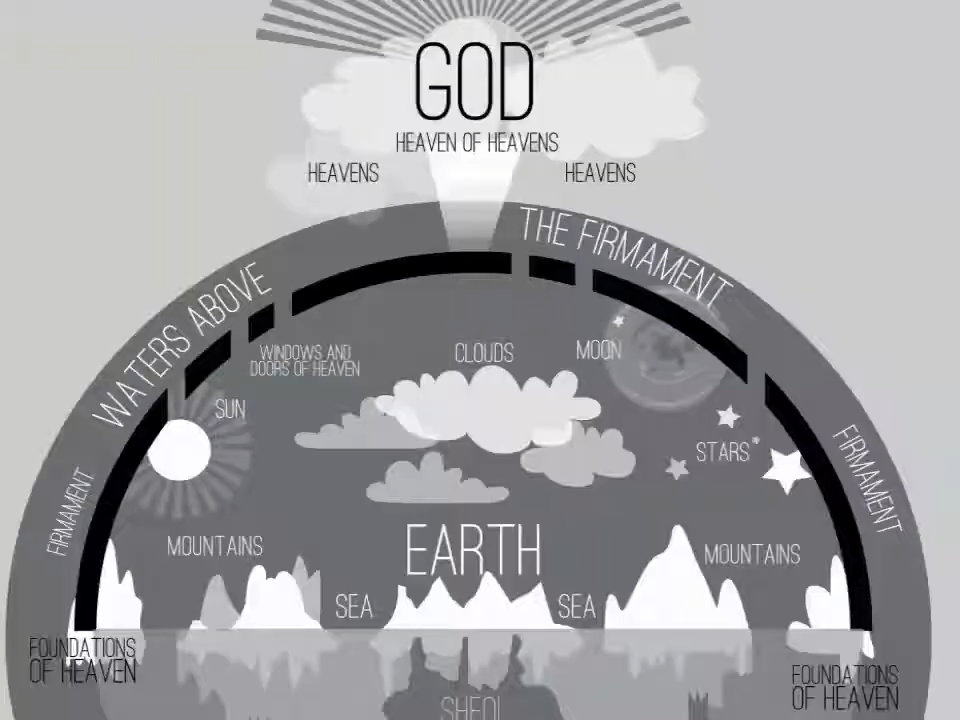 GOD
HEAVEN OF HEAVENS
HEAVENS
HEAVENS
WATERS ABOVE
THE FIRMAMENT
WINDOWS AND
DOORS OF HEAVEN
CLOUDS
MOON
SUN
STARS
FIRMAMENT
FIRMAMENT
MOUNTAINS
EARTH
MOUNTAINS
SEA
SEA
FOUNDATIONS
OF HEAVEN
FOUNDATIONS
OF HEAVEN
SHEOL